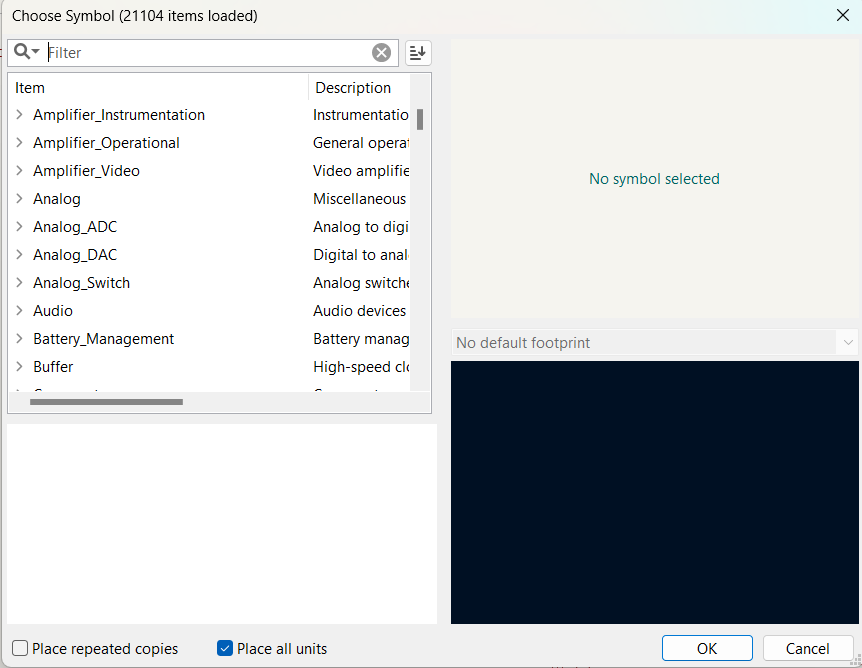 Choose Symbol (21104 items loaded)
Filter
Item Description
Amplifier_Instrumentation Instrumentatio
Amplifier_Operational General operat
Amplifier_Video Video amplifie
Analog Miscellaneous
Analog_ADC Analog to digi
Analog_DAC Digital to anal
Analog_Switch Analog switche
Audio Audio devices
Battery_Management Battery manag
Buffer High-speed clo
No symbol selected
No default footprint
Place repeated copies
Place all units
OK
Cancel